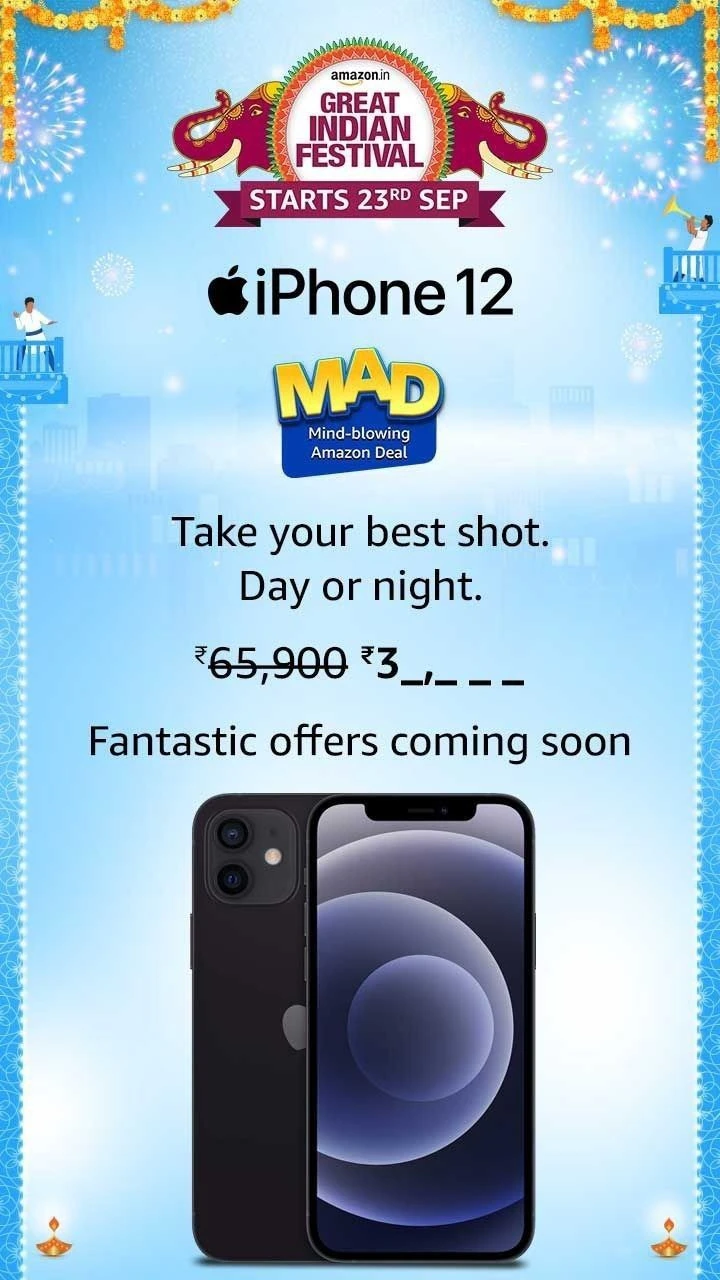 amazon.in
GREAT
INDIAN
FESTIVAL
STARTS 23RD SEP
iPhone 12
MAD
Mind-blowing
Amazon Deal
Take your best shot.
Day or night.
₹65,900 ₹3_,_ _ _
Fantastic offers coming soon